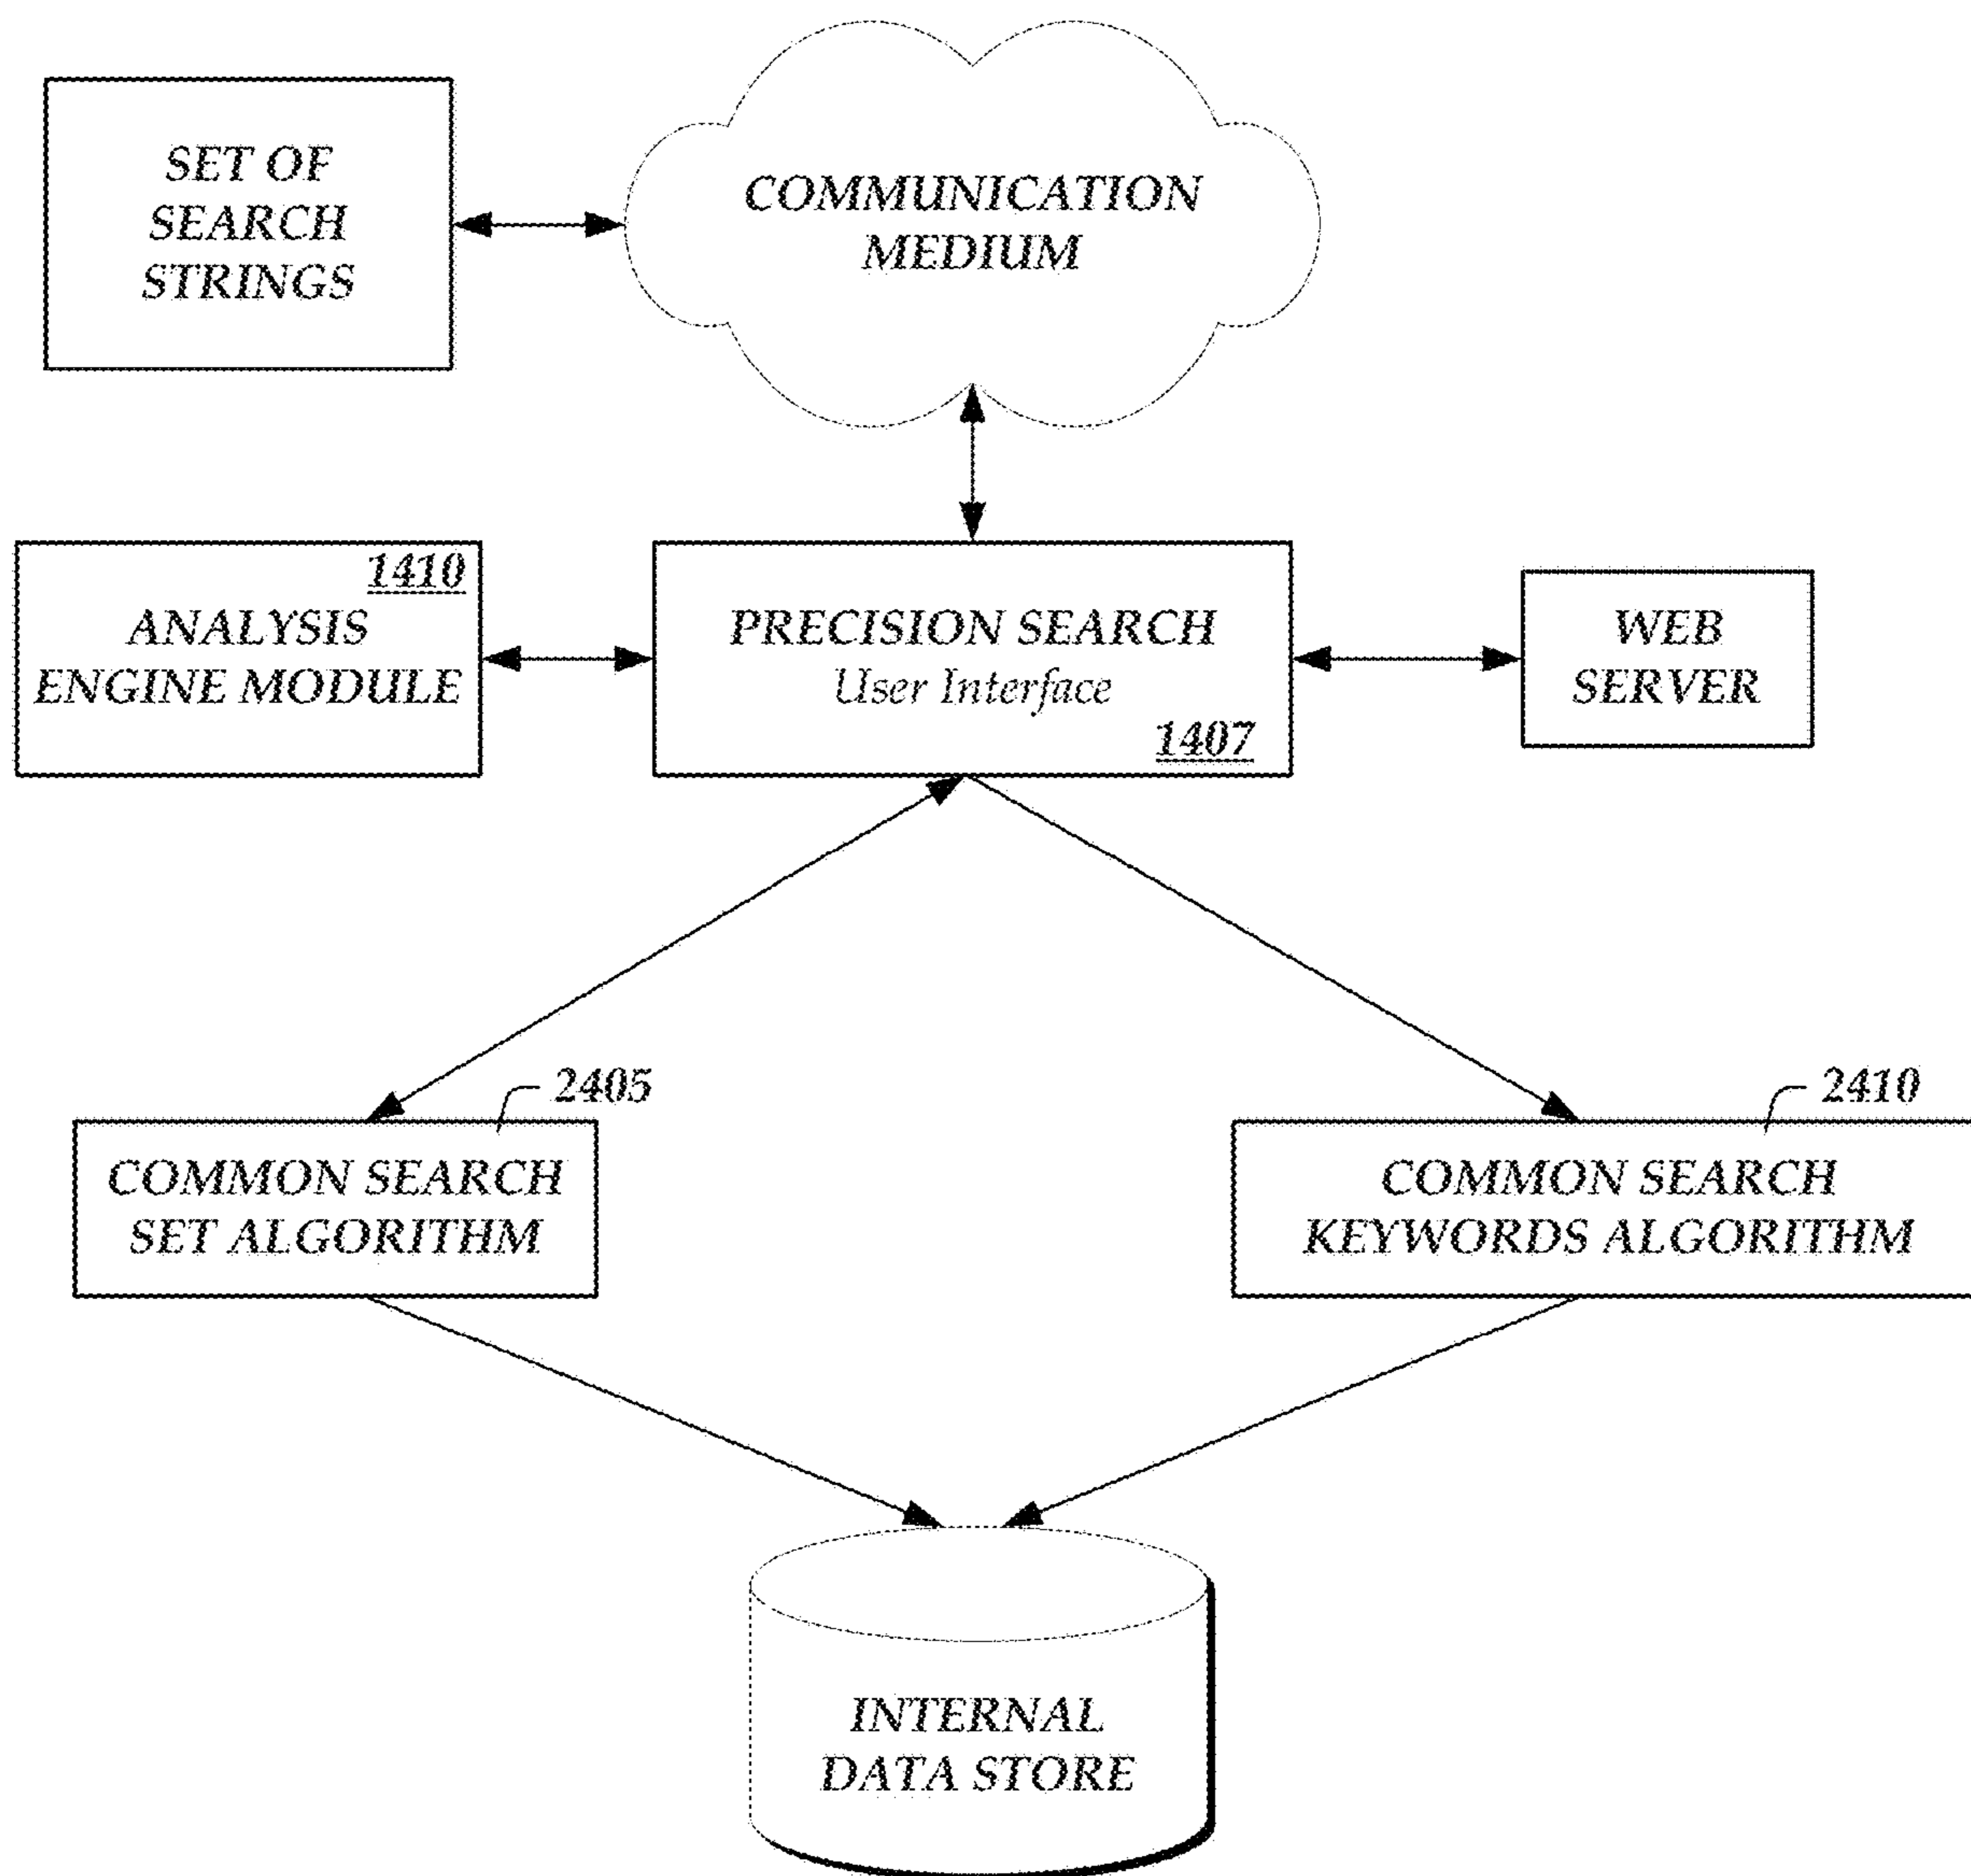 SET OF
SEARCH
STRINGS
COMMUNICATION
MEDIUM
1410
ANALYSIS
ENGINE MODULE
PRECISION SEARCH
User Interface
1407
WEB
SERVER
2405
COMMON SEARCH
SET ALGORITHM
2410
COMMON SEARCH
KEYWORDS ALGORITHM
INTERNAL
DATA STORE